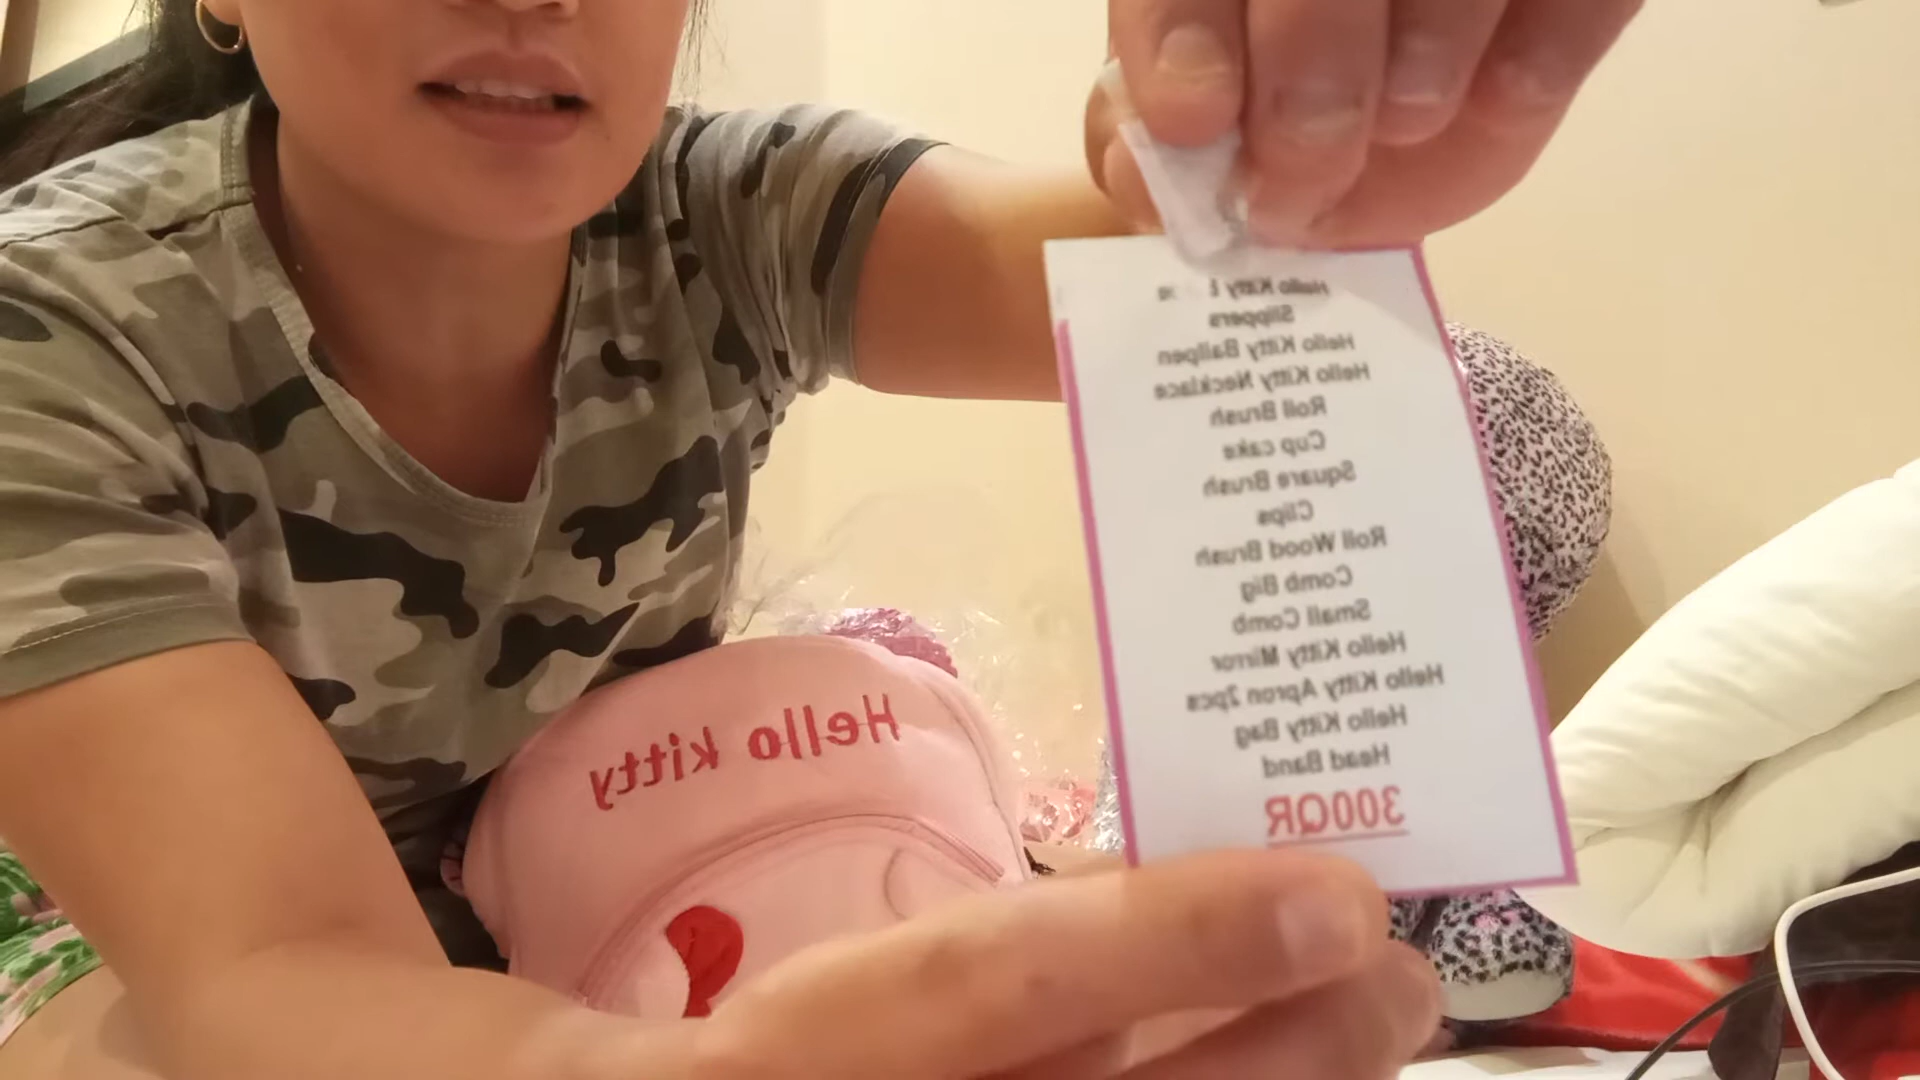 Hello Kitty
Slippers
Hello Kitty Ballpen
Hello Kitty Necklace
Roll Brush
Cup cake
Square Brush
Clips
Roll Wood Brush
Comb Big
Small Comb
Hello Kitty Mirror
Hello Kitty Apron 2pcs
Hello Kitty Bag
Head Band
300QR
Hello kitty